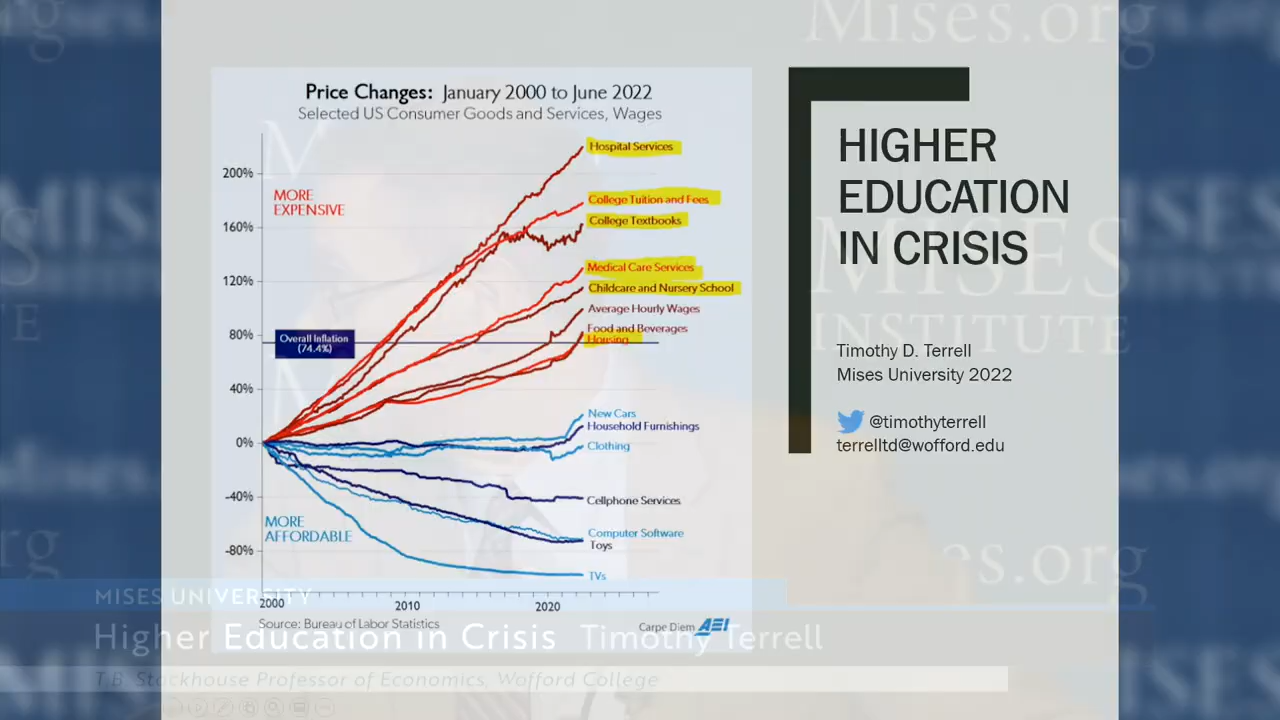 Mises.org
Price Changes: January 2000 to June 2022
Selected US Consumer Goods and Services, Wages
200%
160%
120%
80%
40%
0%
-40%
-80%
MORE
EXPENSIVE
Overall Inflation
(74.4%)
MORE
AFFORDABLE
Hospital Services
College Tuition and Fees
College Textbooks
Medical Care Services
Childcare and Nursery School
Average Hourly Wages
Food and Beverages
Housing
New Cars
Household Furnishings
Clothing
Cellphone Services
Computer Software
Toys
TVs
2000
2010
2020
Source: Bureau of Labor Statistics
Carpe Diem AEI
HIGHER
EDUCATION
IN CRISIS
MISES
INSTITUTE
Timothy D. Terrell
Mises University 2022
@timothyterrell
terrelltd@wofford.edu
MISES UNIVERSITY
Higher Education in Crisis Timothy Terrell
T.B. Stackhouse Professor of Economics, Wofford College